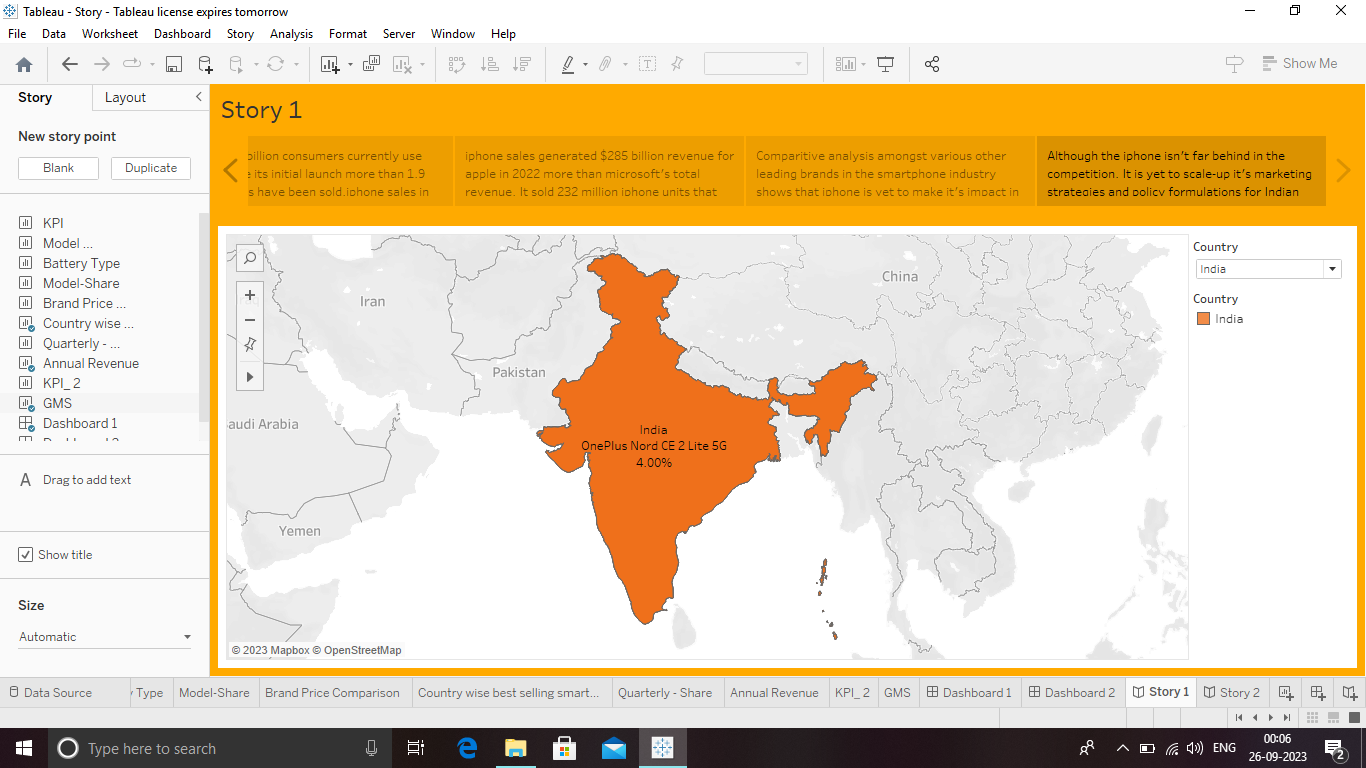 Tableau - Story - Tableau license expires tomorrow
File Data Worksheet Dashboard Story Analysis Format Server Window Help
Show Me
Story Layout
New story point
Blank Duplicate
KPI
Model ...
Battery Type
Model-Share
Brand Price ...
Country wise ...
Quarterly - ...
Annual Revenue
KPI_ 2
GMS
Dashboard 1
A Drag to add text
Show title
Size
Automatic
Story 1
billion consumers currently use
its initial launch more than 1.9
s have been sold.iphone sales in
iphone sales generated $285 billion revenue for
apple in 2022 more than microsoft's total
revenue. It sold 232 million iphone units that
Comparitive analysis amongst various other
leading brands in the smartphone industry
shows that iphone is yet to make it's impact in
Although the iphone isn't far behind in the
competition. It is yet to scale-up it's marketing
strategies and policy formulations for Indian
Iran
China
Pakistan
audi Arabia
Yemen
India
OnePlus Nord CE 2 Lite 5G
4.00%
© 2023 Mapbox © OpenStreetMap
Country
India
Country
India
Data Source y Type Model-Share Brand Price Comparison Country wise best selling smart... Quarterly - Share Annual Revenue KPI_ 2 GMS Dashboard 1 Dashboard 2 Story 1 Story 2
Type here to search
ENG
00:06
26-09-2023
2